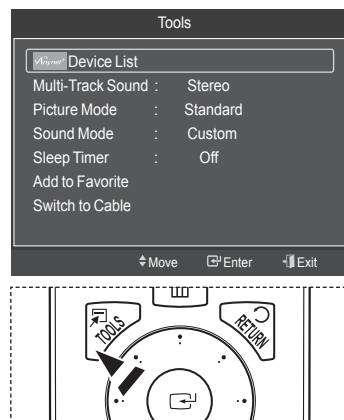 Tools
Anynet+ Device List
Multi-Track Sound : Stereo
Picture Mode : Standard
Sound Mode : Custom
Sleep Timer : Off
Add to Favorite
Switch to Cable
Move Enter Exit
TOOLS
RETURN